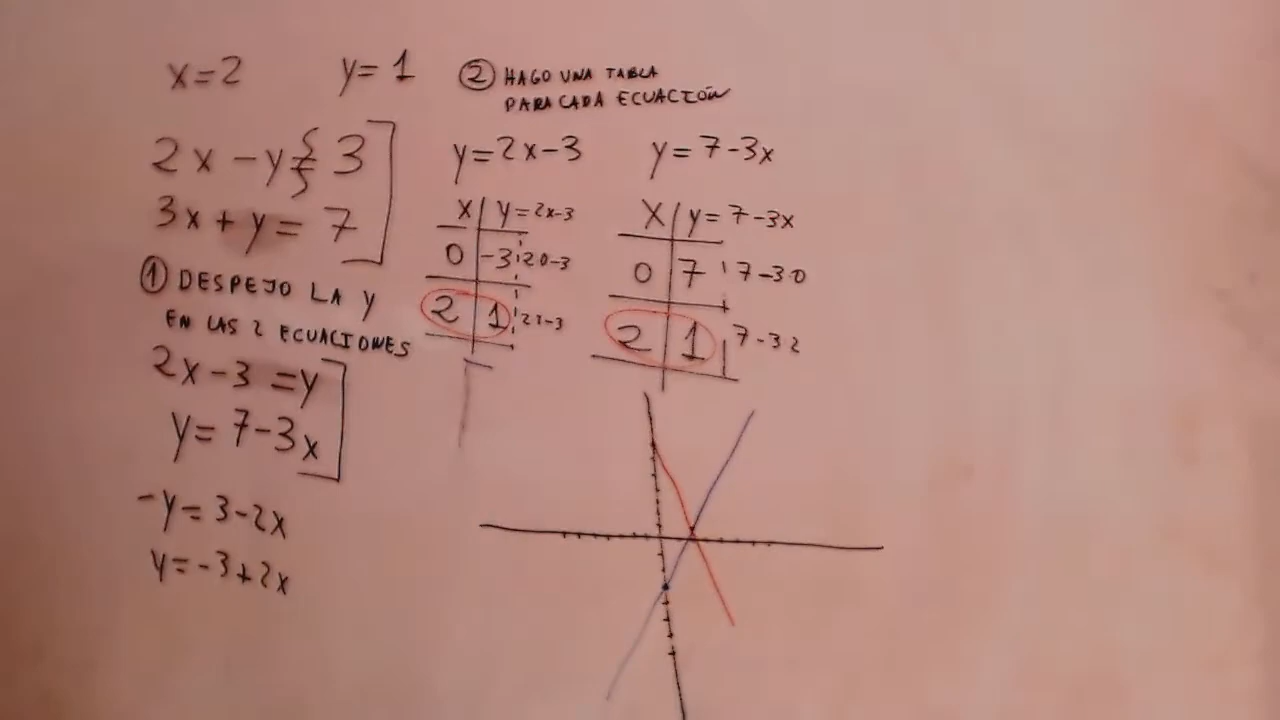 x=2 y=1
2x-y=3
3x+y=7
① DESPEJO LA Y
EN LAS 2 ECUACIONES
2x-3=y
y=7-3x
-y=3-2x
y=-3+2x
② HAGO UNA TABLA
PARA CADA ECUACIÓN
y=2x-3
x y=2x-3
0 -3 2·0-3
2 1 2·2-3
y=7-3x
X y=7-3x
0 7 7-3·0
2 1 7-3·2